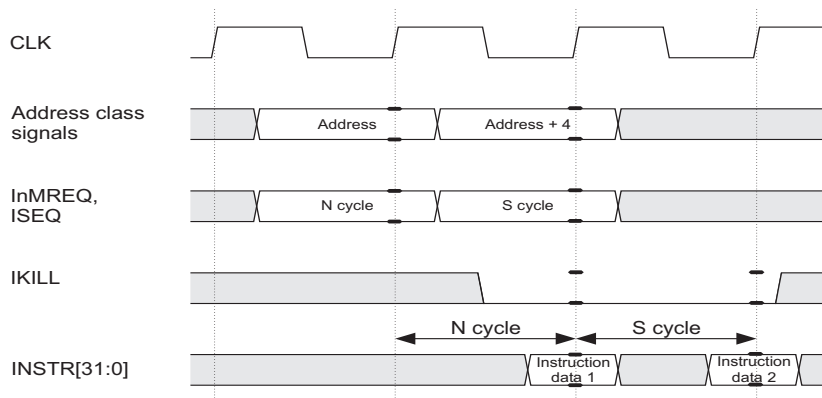 CLK
Address class
signals
Address
Address + 4
InMREQ,
ISEQ
N cycle
S cycle
IKILL
N cycle
S cycle
INSTR[31:0]
Instruction
data 1
Instruction
data 2